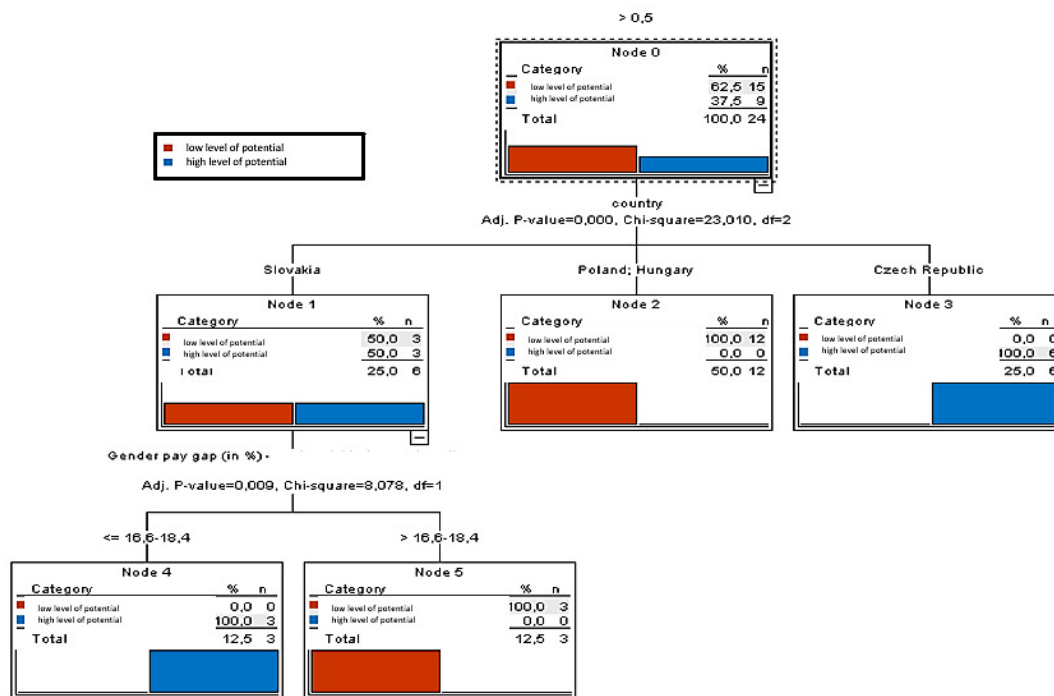 > 0,5
Node 0
Category % n
low level of potential 62,5 15
high level of potential 37,5 9
Total 100,0 24
low level of potential
high level of potential
country
Adj. P-value=0,000, Chi-square=23,010, df=2
Slovakia
Poland; Hungary
Czech Republic
Node 1
Category % n
low level of potential 50,0 3
high level of potential 50,0 3
Total 25,0 6
Node 2
Category % n
low level of potential 100,0 12
high level of potential 0,0 0
Total 50,0 12
Node 3
Category % n
low level of potential 0,0 0
high level of potential 100,0 6
Total 25,0 6
Gender pay gap (in %) -
Adj. P-value=0,009, Chi-square=8,078, df=1
<= 16,6-18,4
> 16,6-18,4
Node 4
Category % n
low level of potential 0,0 0
high level of potential 100,0 3
Total 12,5 3
Node 5
Category % n
low level of potential 100,0 3
high level of potential 0,0 0
Total 12,5 3